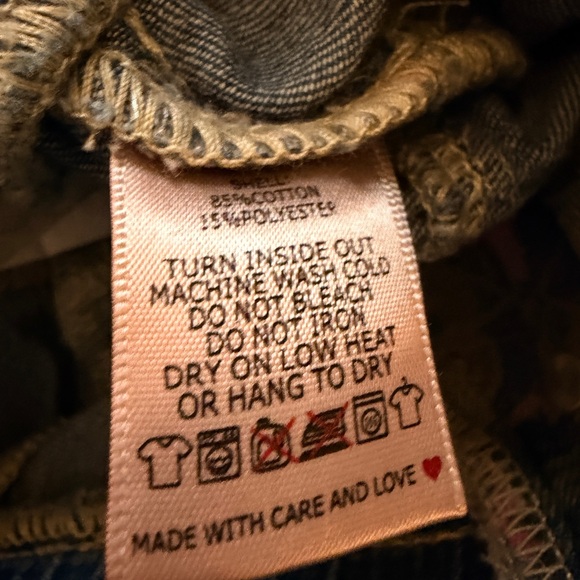 SHELL:
85%COTTON
15%POLYESTER
TURN INSIDE OUT
MACHINE WASH COLD
DO NOT BLEACH
DO NOT IRON
DRY ON LOW HEAT
OR HANG TO DRY
MADE WITH CARE AND LOVE